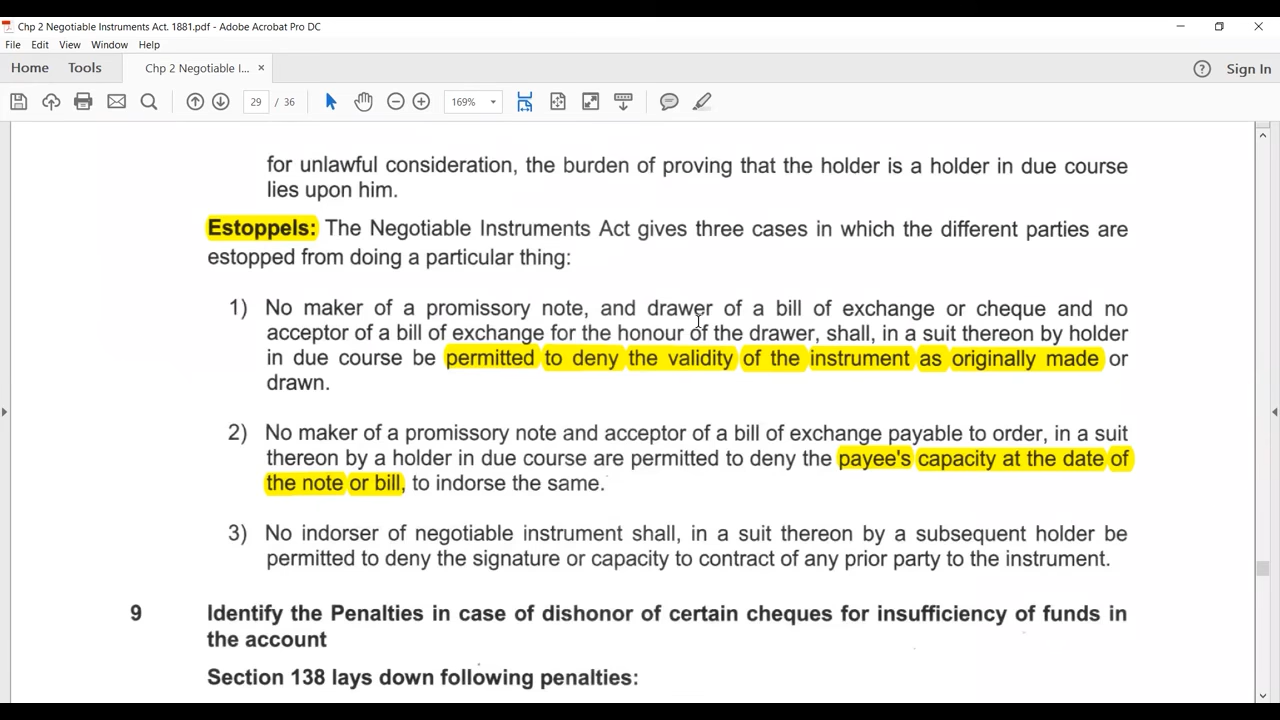 Chp 2 Negotiable Instruments Act. 1881.pdf - Adobe Acrobat Pro DC
File Edit View Window Help
Home Tools Chp 2 Negotiable I... × Sign In
29 / 36 169%
for unlawful consideration, the burden of proving that the holder is a holder in due course
lies upon him.
Estoppels: The Negotiable Instruments Act gives three cases in which the different parties are
estopped from doing a particular thing:
1) No maker of a promissory note, and drawer of a bill of exchange or cheque and no
acceptor of a bill of exchange for the honour of the drawer, shall, in a suit thereon by holder
in due course be permitted to deny the validity of the instrument as originally made or
drawn.
2) No maker of a promissory note and acceptor of a bill of exchange payable to order, in a suit
thereon by a holder in due course are permitted to deny the payee's capacity at the date of
the note or bill, to indorse the same.
3) No indorser of negotiable instrument shall, in a suit thereon by a subsequent holder be
permitted to deny the signature or capacity to contract of any prior party to the instrument.
9 Identify the Penalties in case of dishonor of certain cheques for insufficiency of funds in
the account
Section 138 lays down following penalties: